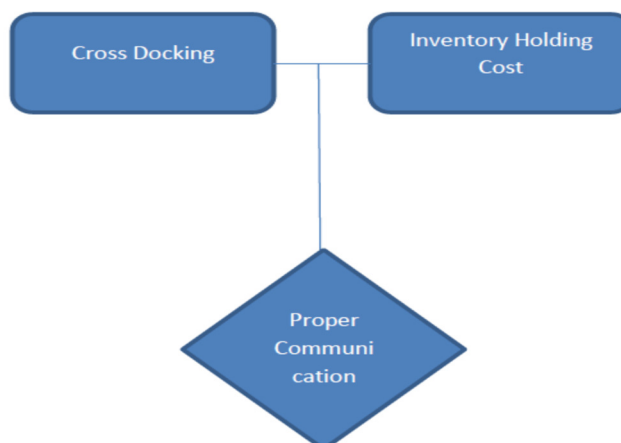 Cross Docking
Inventory Holding
Cost
Proper
Communi
cation